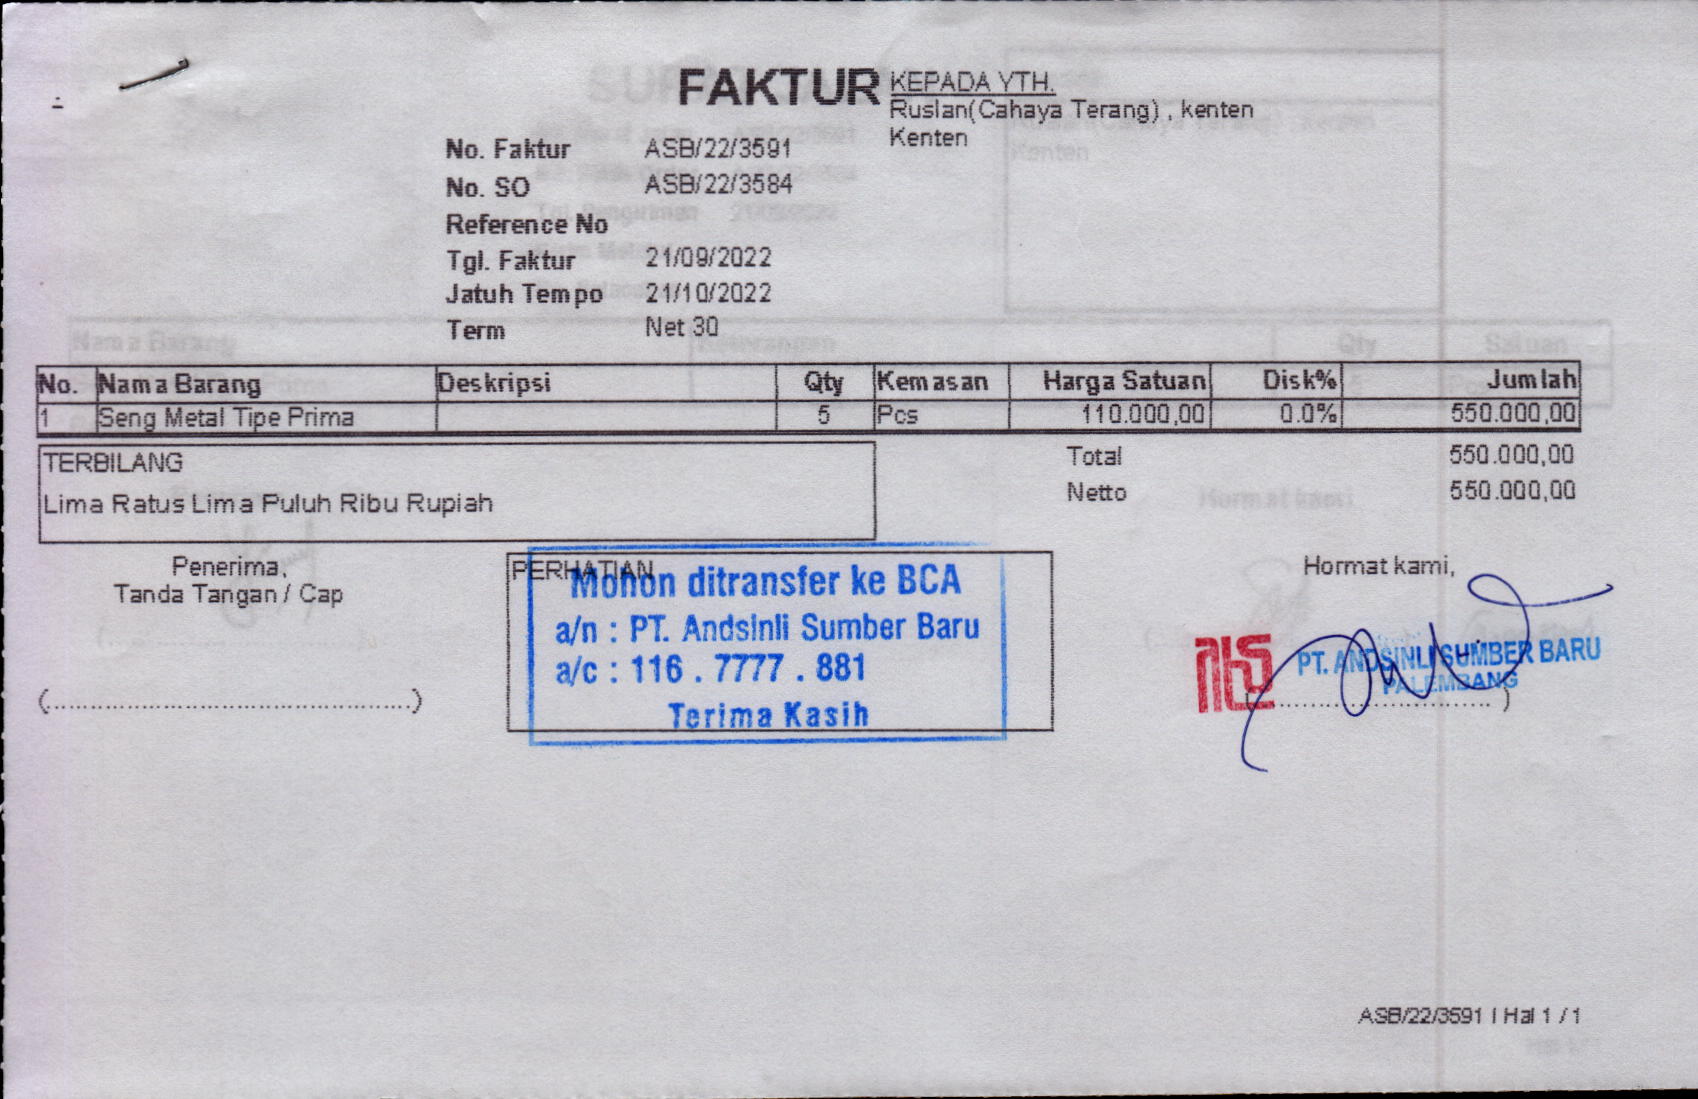 FAKTUR
KEPADA YTH.
Ruslan(Cahaya Terang) , kenten
Kenten
No. Faktur ASB/22/3591
No. SO ASB/22/3584
Reference No
Tgl. Faktur 21/09/2022
Jatuh Tempo 21/10/2022
Term Net 30
No. Nama Barang Deskripsi Qty Kemasan Harga Satuan Disk% Jumlah
1 Seng Metal Tipe Prima 5 Pcs 110.000,00 0.0% 550.000,00
TERBILANG
Lima Ratus Lima Puluh Ribu Rupiah
Total 550.000,00
Netto 550.000,00
Penerima,
Tanda Tangan / Cap
(..............................................)
PERHATIAN
Mohon ditransfer ke BCA
a/n : PT. Andsinli Sumber Baru
a/c : 116 . 7777 . 881
Terima Kasih
Hormat kami,
PT. ANDSINLI SUMBER BARU
PALEMBANG
ASB/22/3591 | Hal 1 / 1